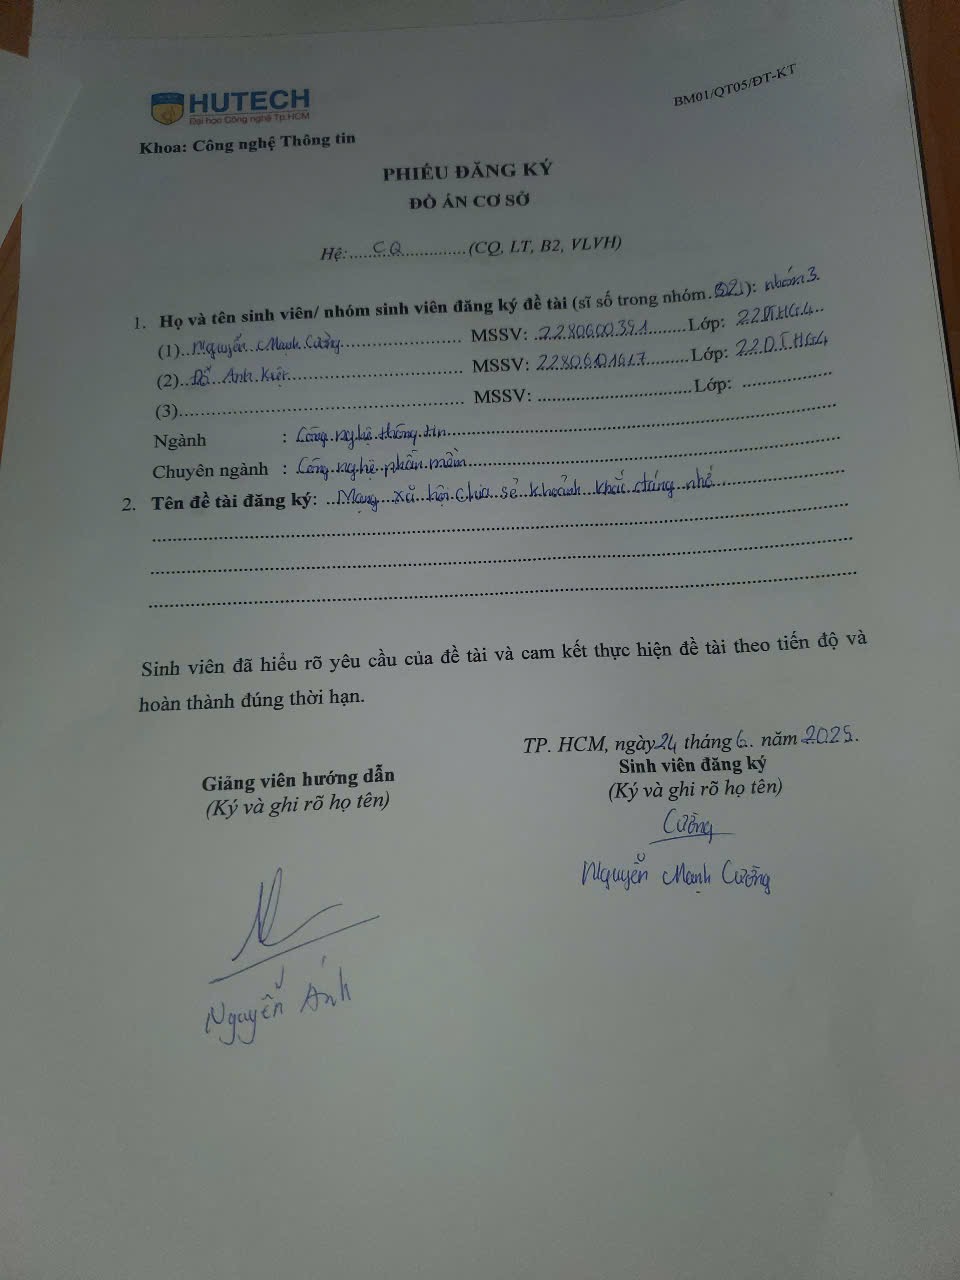 HUTECH
Đại học Công nghệ Tp.HCM
BM01/QT05/ĐT-KT
Khoa: Công nghệ Thông tin
PHIẾU ĐĂNG KÝ
ĐỒ ÁN CƠ SỞ
Hệ:.....CQ................(CQ, LT, B2, VLVH)
1. Họ và tên sinh viên/ nhóm sinh viên đăng ký đề tài (sĩ số trong nhóm.02.): nhóm 3.
(1)..Nguyễn Mạnh Cường........................ MSSV: 2280600391........Lớp: 22DTHG4...
(2)..Đỗ Anh Kiệt................................. MSSV: 2280601617........Lớp: 22DTHG4
(3).................................................... MSSV: ............................Lớp: ................
Ngành : Công nghệ thông tin
Chuyên ngành : Công nghệ phần mềm
2. Tên đề tài đăng ký: ..Mạng xã hội chia sẻ khoảnh khắc đáng nhớ
Sinh viên đã hiểu rõ yêu cầu của đề tài và cam kết thực hiện đề tài theo tiến độ và
hoàn thành đúng thời hạn.
TP. HCM, ngày 24 tháng 6. năm 2025.
Giảng viên hướng dẫn
Sinh viên đăng ký
(Ký và ghi rõ họ tên)
(Ký và ghi rõ họ tên)
Cường
Nguyễn Mạnh Cường
Nguyễn Ánh